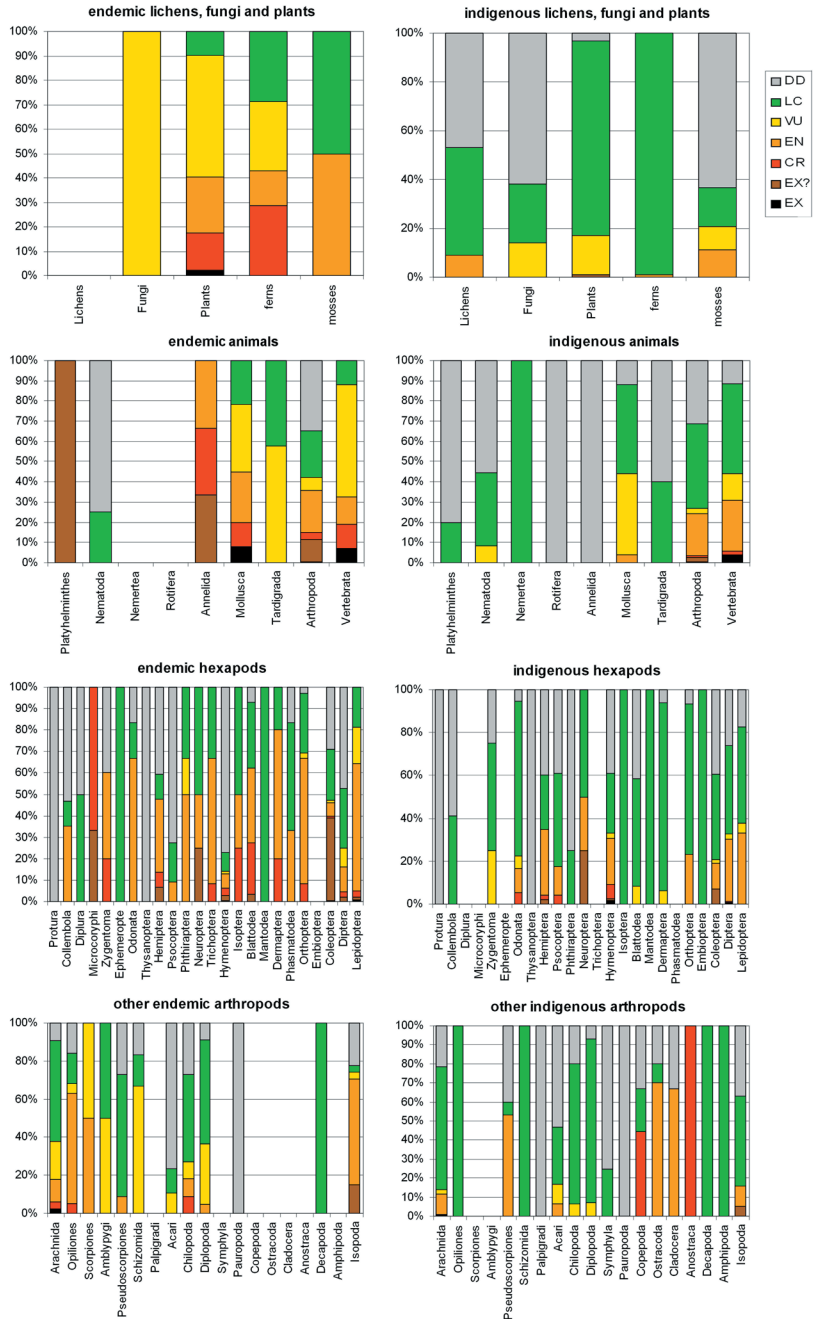 endemic lichens, fungi and plants
100%
90%
80%
70%
60%
50%
40%
30%
20%
10%
0%
Lichens
Fungi
Plants
ferns
mosses
indigenous lichens, fungi and plants
100%
80%
60%
40%
20%
0%
Lichens
Fungi
Plants
ferns
mosses
DD
LC
VU
EN
CR
EX?
EX
endemic animals
100%
90%
80%
70%
60%
50%
40%
30%
20%
10%
0%
Platyhelminthes
Nematoda
Nemertea
Rotifera
Annelida
Mollusca
Tardigrada
Arthropoda
Vertebrata
indigenous animals
100%
90%
80%
70%
60%
50%
40%
30%
20%
10%
0%
Platyhelminthes
Nematoda
Nemertea
Rotifera
Annelida
Mollusca
Tardigrada
Arthropoda
Vertebrata
endemic hexapods
100%
90%
80%
70%
60%
50%
40%
30%
20%
10%
0%
Protura
Collembola
Diplura
Microcoryphi
Zygentoma
Ephemeropte
Odonata
Thysanoptera
Hemiptera
Psocoptera
Phthiraptera
Neuroptera
Trichoptera
Hymenoptera
Isoptera
Blattodea
Mantodea
Dermaptera
Phasmatodea
Orthoptera
Embioptera
Coleoptera
Diptera
Lepidoptera
indigenous hexapods
100%
80%
60%
40%
20%
0%
Protura
Collembola
Diplura
Microcoryphi
Zygentoma
Ephemeropte
Odonata
Thysanoptera
Hemiptera
Psocoptera
Phthiraptera
Neuroptera
Trichoptera
Hymenoptera
Isoptera
Blattodea
Mantodea
Dermaptera
Phasmatodea
Orthoptera
Embioptera
Coleoptera
Diptera
Lepidoptera
other endemic arthropods
100%
80%
60%
40%
20%
0%
Arachnida
Opiliones
Scorpiones
Amblypygi
Pseudoscorpiones
Schizomida
Palpigradi
Acari
Chilopoda
Diplopoda
Symphyla
Pauropoda
Copepoda
Ostracoda
Cladocera
Anostraca
Decapoda
Amphipoda
Isopoda
other indigenous arthropods
100%
90%
80%
70%
60%
50%
40%
30%
20%
10%
0%
Arachnida
Opiliones
Scorpiones
Amblypygi
Pseudoscorpiones
Schizomida
Palpigradi
Acari
Chilopoda
Diplopoda
Symphyla
Pauropoda
Copepoda
Ostracoda
Cladocera
Anostraca
Decapoda
Amphipoda
Isopoda